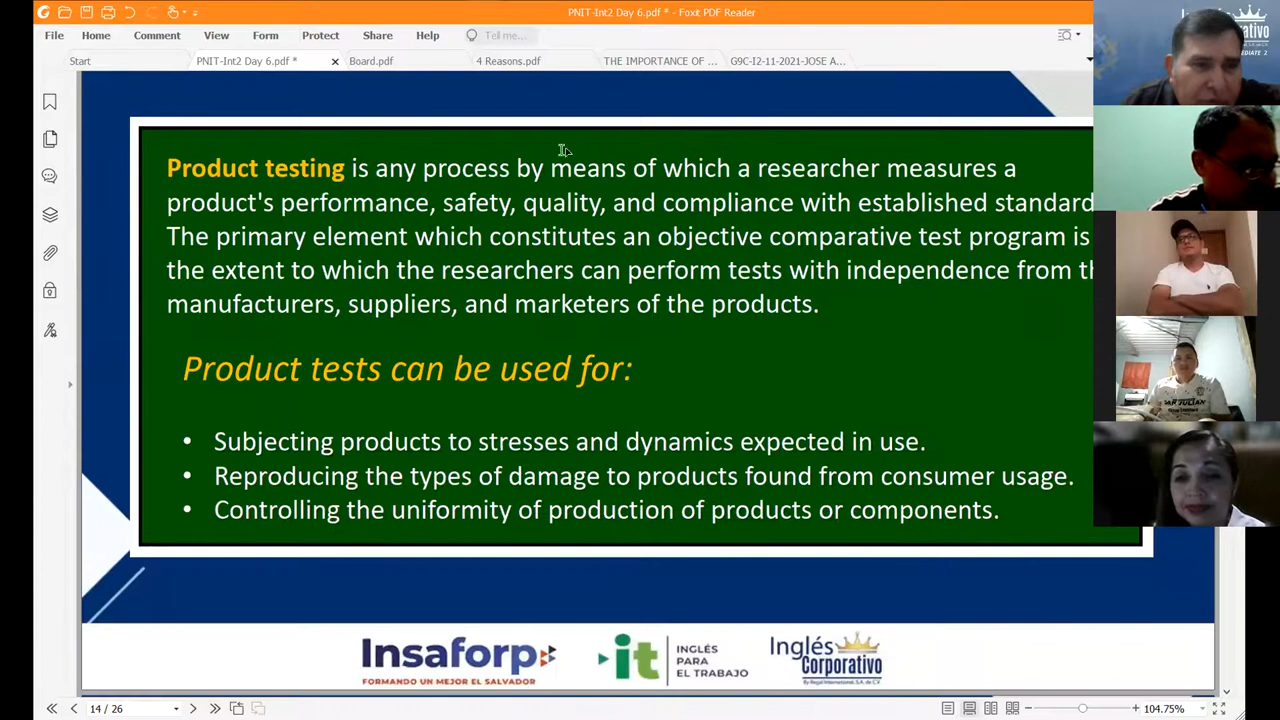 PNIT-Int2 Day 6.pdf * - Foxit PDF Reader
File Home Comment View Form Protect Share Help Tell me...
Start PNIT-Int2 Day 6.pdf * Board.pdf 4 Reasons.pdf THE IMPORTANCE OF ... G9C-I2-11-2021-JOSE A...
Product testing is any process by means of which a researcher measures a
product's performance, safety, quality, and compliance with established standard
The primary element which constitutes an objective comparative test program is
the extent to which the researchers can perform tests with independence from th
manufacturers, suppliers, and marketers of the products.
Product tests can be used for:
• Subjecting products to stresses and dynamics expected in use.
• Reproducing the types of damage to products found from consumer usage.
• Controlling the uniformity of production of products or components.
Insaforp
FORMANDO UN MEJOR EL SALVADOR
it
INGLÉS
PARA
EL TRABAJO
Inglés
Corporativo
By Regal International, S.A. de C.V.
14 / 26
104.75%